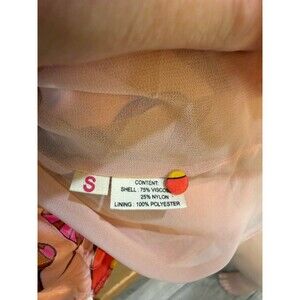 S
CONTENT
SHELL: 75% VISCO
25% NYLON
LINING: 100% POLYESTER